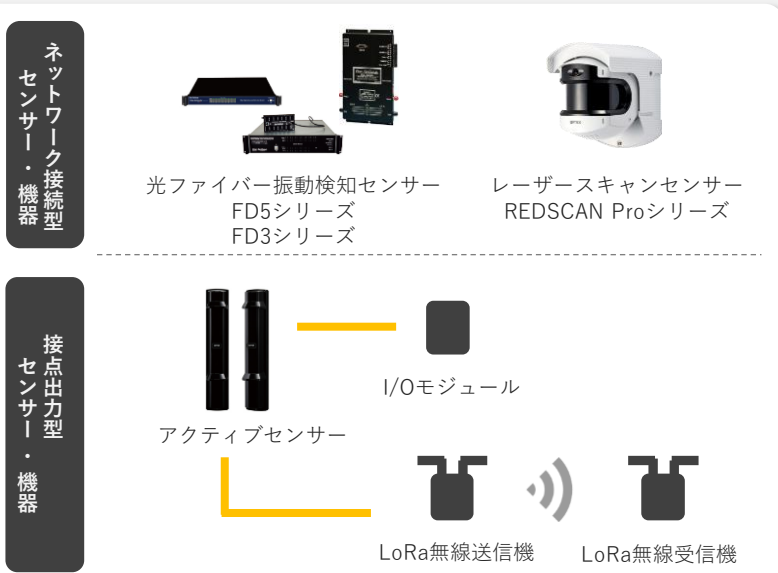 ネットワーク接続型
センサー・機器
光ファイバー振動検知センサー
FD5シリーズ
FD3シリーズ
レーザースキャンセンサー
REDSCAN Proシリーズ
接点出力型
センサー・機器
アクティブセンサー
I/Oモジュール
LoRa無線送信機
LoRa無線受信機